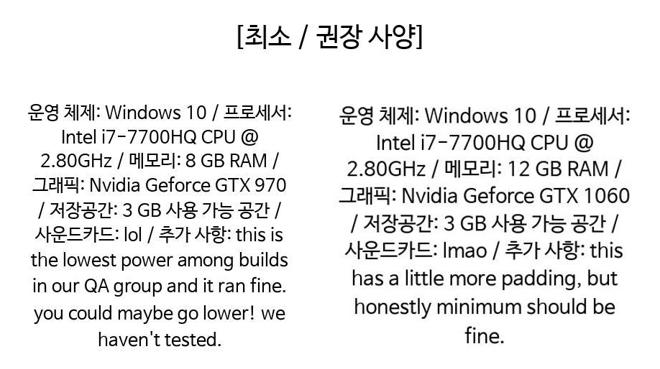 [최소 / 권장 사양]
운영 체제: Windows 10 / 프로세서:
Intel i7-7700HQ CPU @
2.80GHz / 메모리: 8 GB RAM /
그래픽: Nvidia Geforce GTX 970
/ 저장공간: 3 GB 사용 가능 공간 /
사운드카드: lol / 추가 사항: this is
the lowest power among builds
in our QA group and it ran fine.
you could maybe go lower! we
haven't tested.
운영 체제: Windows 10 / 프로세서:
Intel i7-7700HQ CPU @
2.80GHz / 메모리: 12 GB RAM /
그래픽: Nvidia Geforce GTX 1060
/ 저장공간: 3 GB 사용 가능 공간 /
사운드카드: lmao / 추가 사항: this
has a little more padding, but
honestly minimum should be
fine.